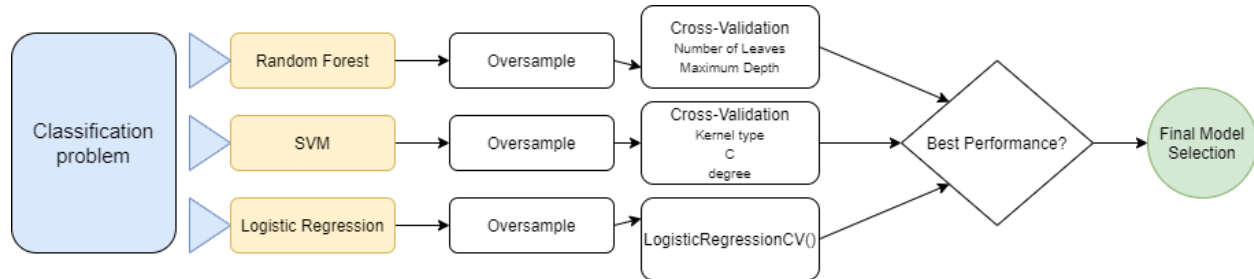 Classification
problem
Random Forest
Oversample
Cross-Validation
Number of Leaves
Maximum Depth
SVM
Oversample
Cross-Validation
Kernel type
C
degree
Logistic Regression
Oversample
LogisticRegressionCV()
Best Performance?
Final Model
Selection